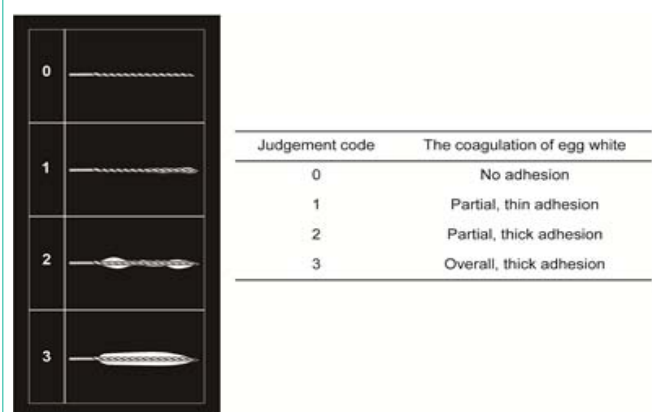 0
1
2
3
Judgement code The coagulation of egg white
0 No adhesion
1 Partial, thin adhesion
2 Partial, thick adhesion
3 Overall, thick adhesion